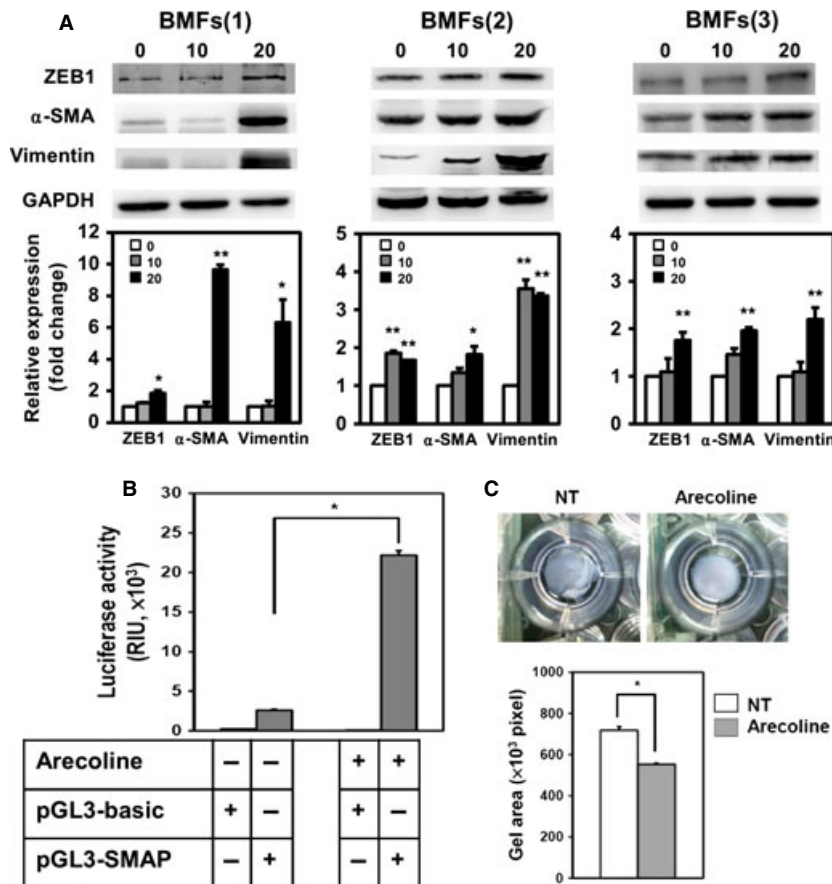 A
BMFs(1) BMFs(2) BMFs(3)
0 10 20 0 10 20 0 10 20
ZEB1
α-SMA
Vimentin
GAPDH
Relative expression
(fold change)
12
10
8
6
4
2
0
0
10
20
*
**
*
ZEB1 α-SMA Vimentin
5
4
3
2
1
0
0
10
20
**
**
*
**
**
ZEB1 α-SMA Vimentin
4
3
2
1
0
0
10
20
**
**
**
ZEB1 α-SMA Vimentin
B
Luciferase activity
(RIU, ×10³)
30
25
20
15
10
5
0
*
Arecoline – – + +
pGL3-basic + – + –
pGL3-SMAP – + – +
C
NT Arecoline
Gel area (×10³ pixel)
1000
800
600
400
200
0
*
NT
Arecoline